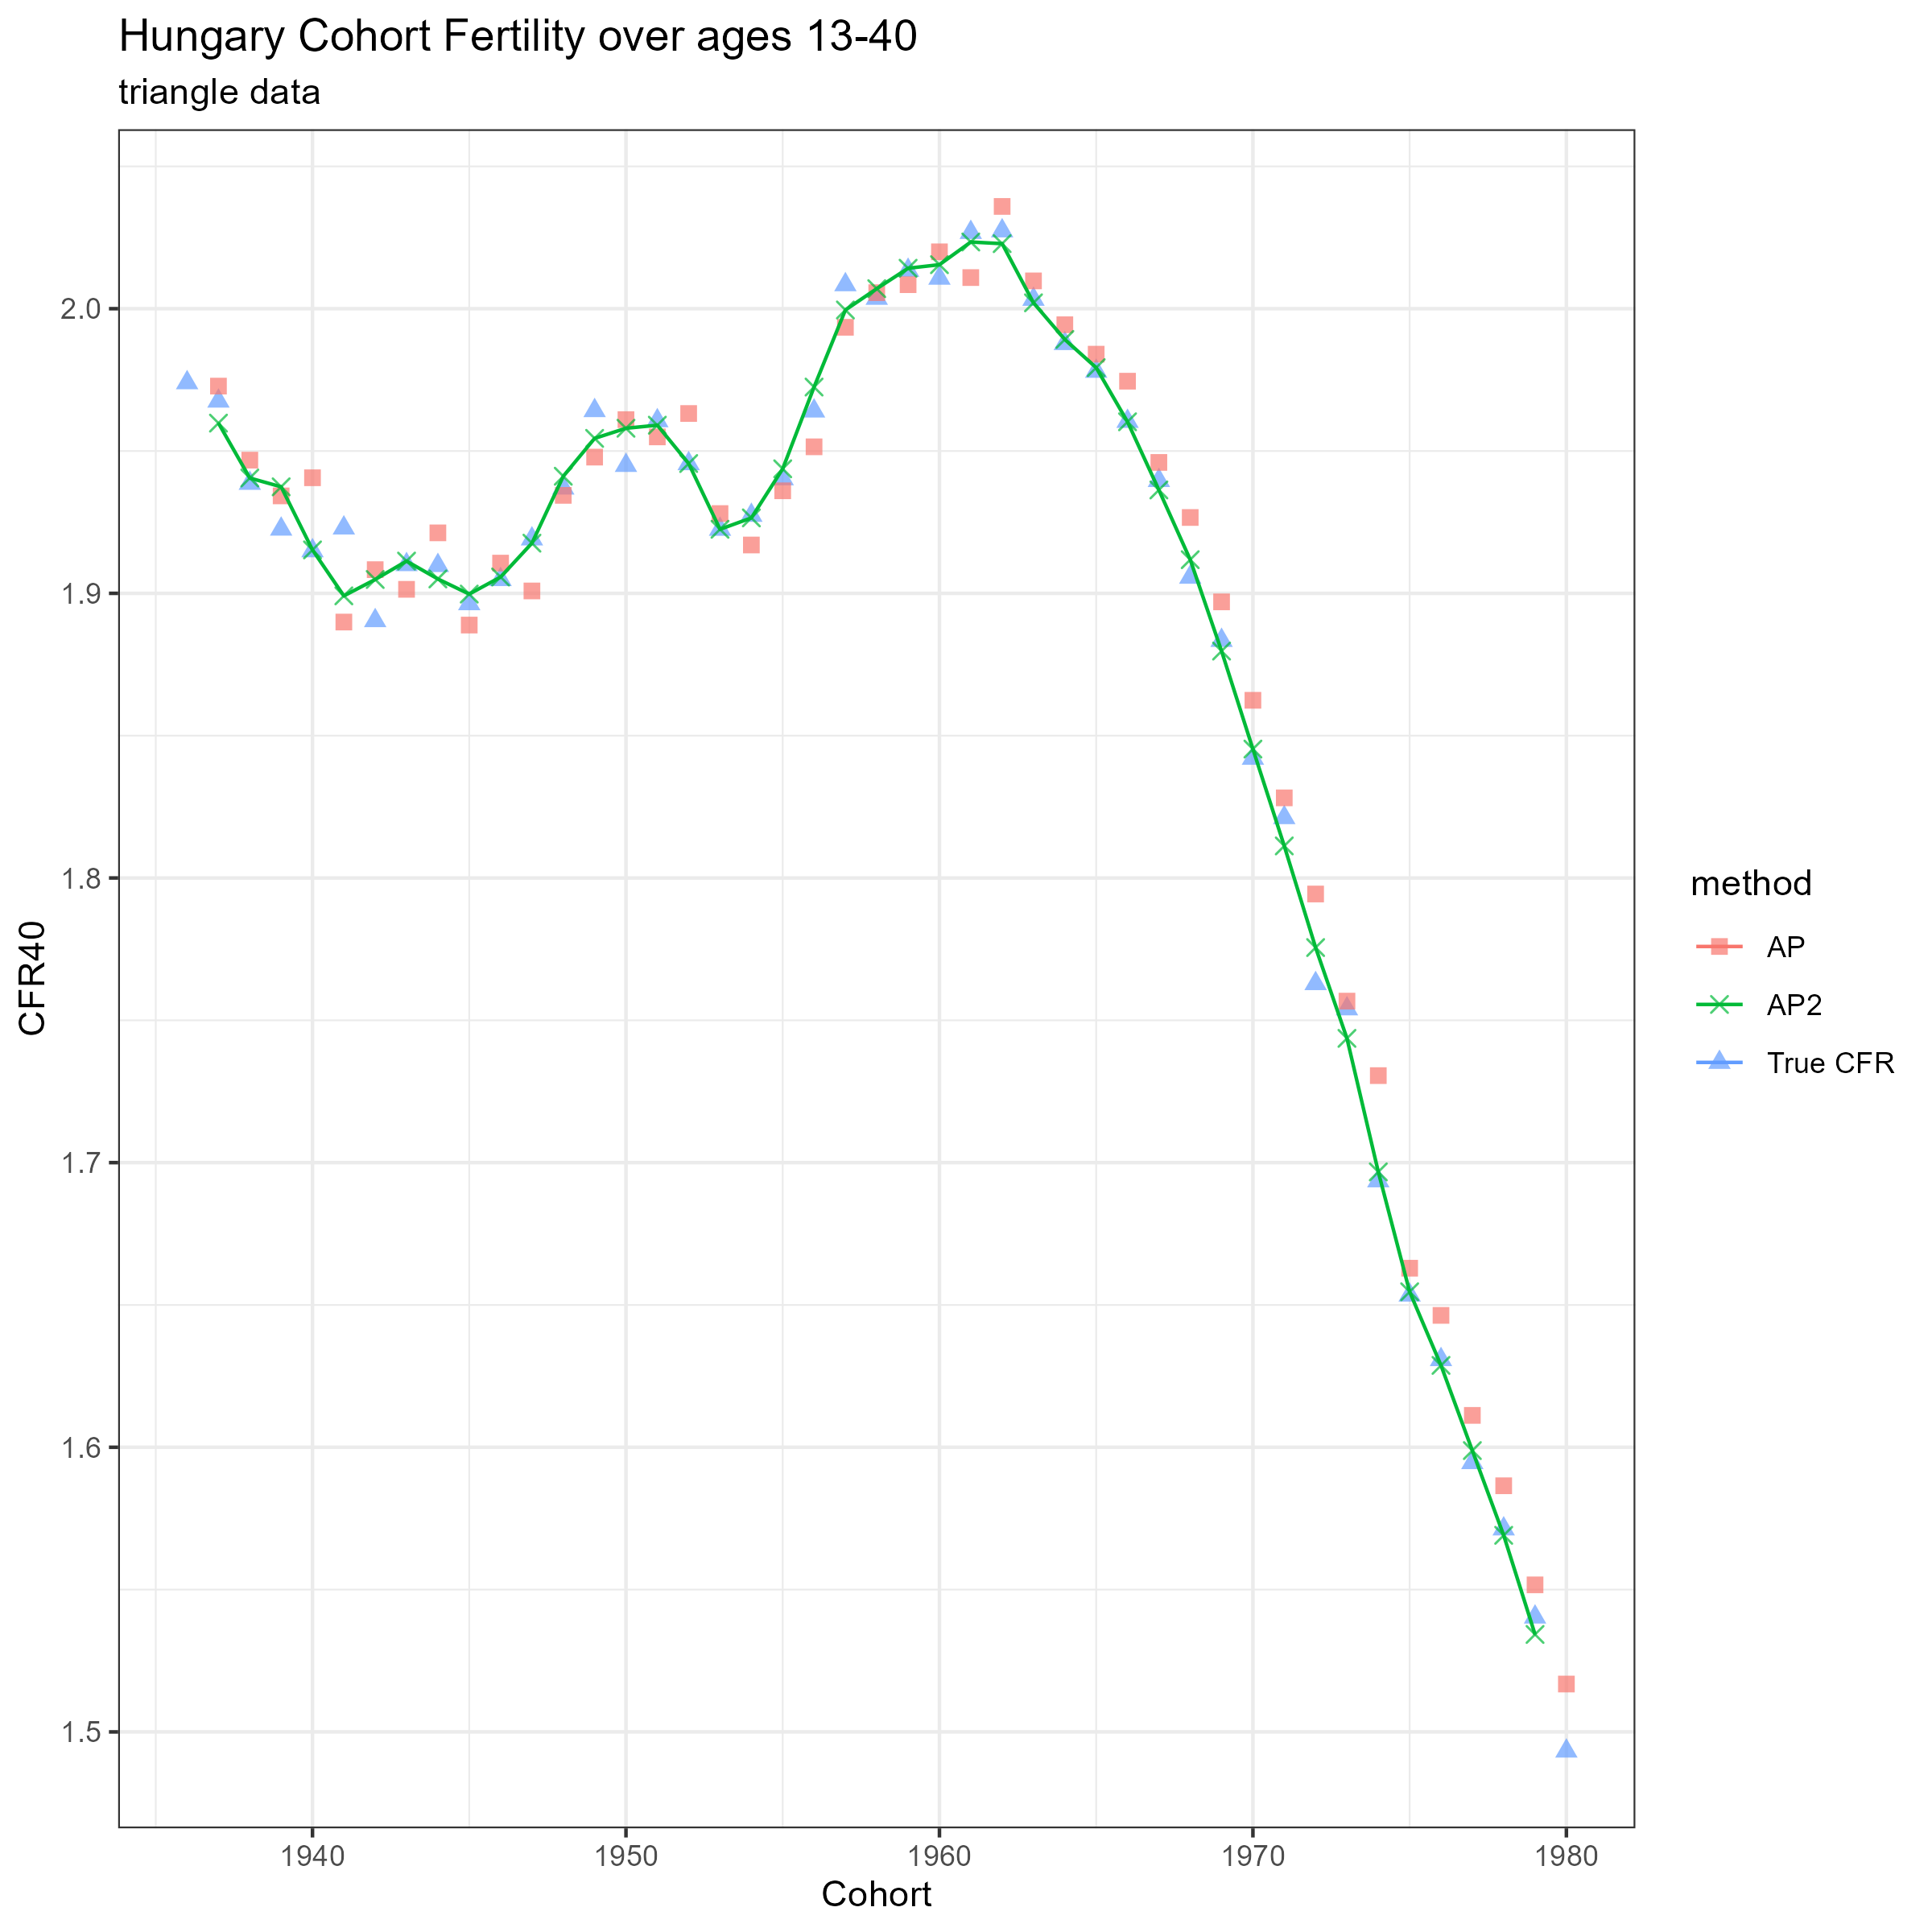 Hungary Cohort Fertility over ages 13-40
triangle data
2.0
1.9
1.8
1.7
1.6
1.5
CFR40
1940 1950 1960 1970 1980
Cohort
method
AP
AP2
True CFR